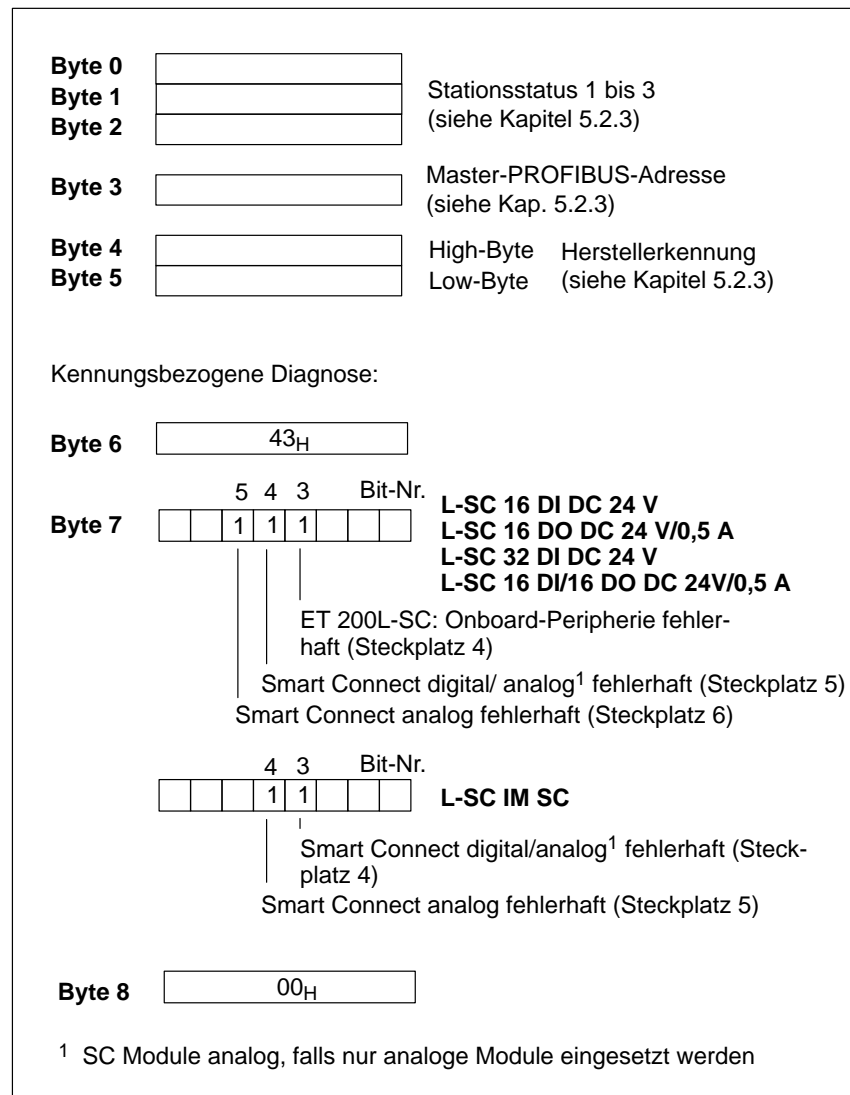 Byte 0
Byte 1 Stationsstatus 1 bis 3
Byte 2 (siehe Kapitel 5.2.3)
Byte 3 Master-PROFIBUS-Adresse
(siehe Kap. 5.2.3)
Byte 4 High-Byte Herstellerkennung
Byte 5 Low-Byte (siehe Kapitel 5.2.3)
Kennungsbezogene Diagnose:
Byte 6 43H
5 4 3 Bit-Nr.
Byte 7 1 1 1
L-SC 16 DI DC 24 V
L-SC 16 DO DC 24 V/0,5 A
L-SC 32 DI DC 24 V
L-SC 16 DI/16 DO DC 24V/0,5 A
ET 200L-SC: Onboard-Peripherie fehler-
haft (Steckplatz 4)
Smart Connect digital/ analog1 fehlerhaft (Steckplatz 5)
Smart Connect analog fehlerhaft (Steckplatz 6)
4 3 Bit-Nr.
1 1 L-SC IM SC
Smart Connect digital/analog1 fehlerhaft (Steck-
platz 4)
Smart Connect analog fehlerhaft (Steckplatz 5)
Byte 8 00H
1 SC Module analog, falls nur analoge Module eingesetzt werden